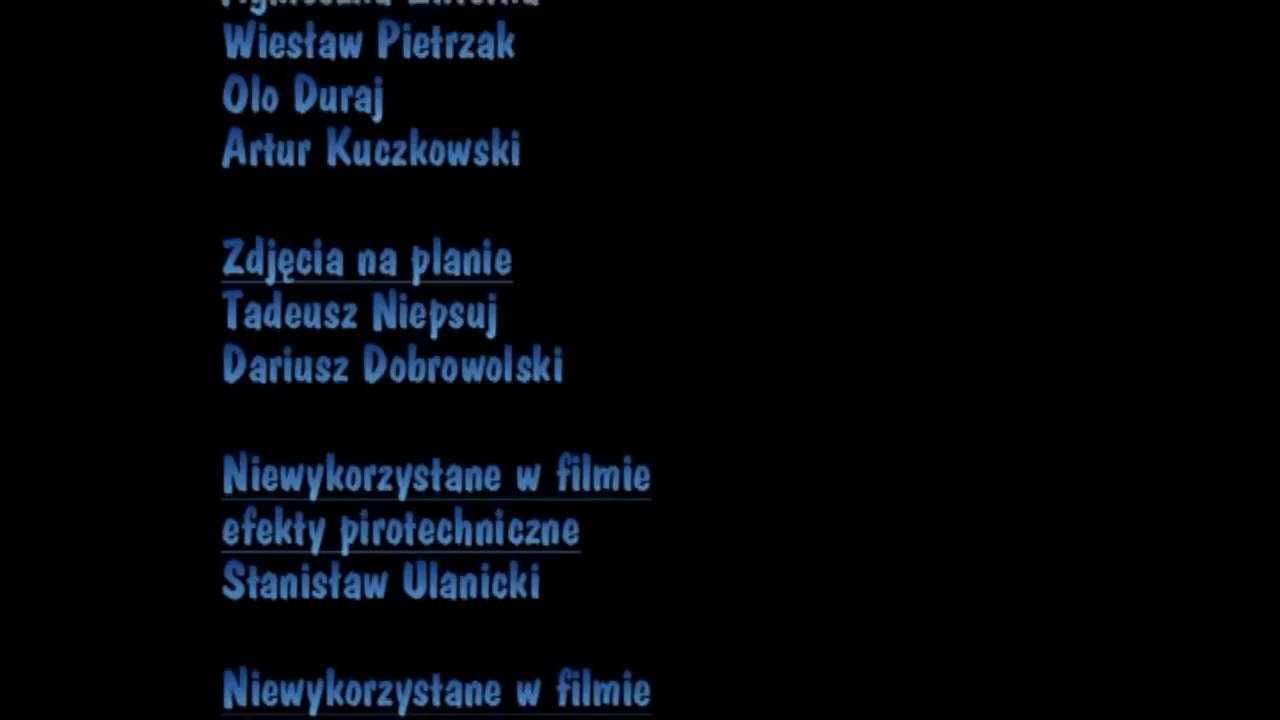 Wiesław Pietrzak
Olo Duraj
Artur Kuczkowski
Zdjęcia na planie
Tadeusz Niepsuj
Dariusz Dobrowolski
Niewykorzystane w filmie
efekty pirotechniczne
Stanisław Ulanicki
Niewykorzystane w filmie